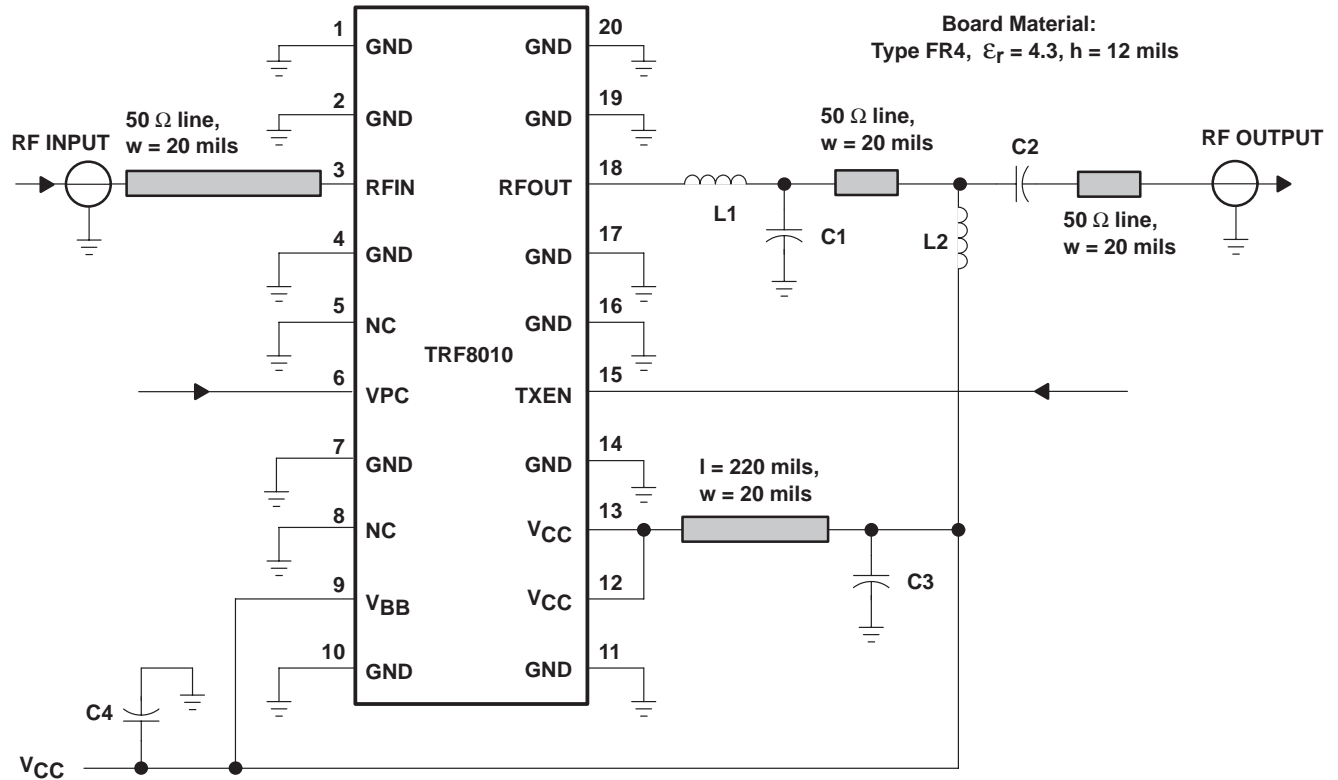 Board Material:
Type FR4, εr = 4.3, h = 12 mils
1
GND
GND
20
2
GND
GND
19
RF INPUT
50 Ω line,
w = 20 mils
3
RFIN
RFOUT
18
L1
C1
50 Ω line,
w = 20 mils
L2
C2
50 Ω line,
w = 20 mils
RF OUTPUT
4
GND
GND
17
5
NC
GND
16
TRF8010
6
VPC
TXEN
15
7
GND
GND
14
l = 220 mils,
w = 20 mils
8
NC
VCC
13
C3
9
VBB
VCC
12
10
GND
GND
11
C4
VCC